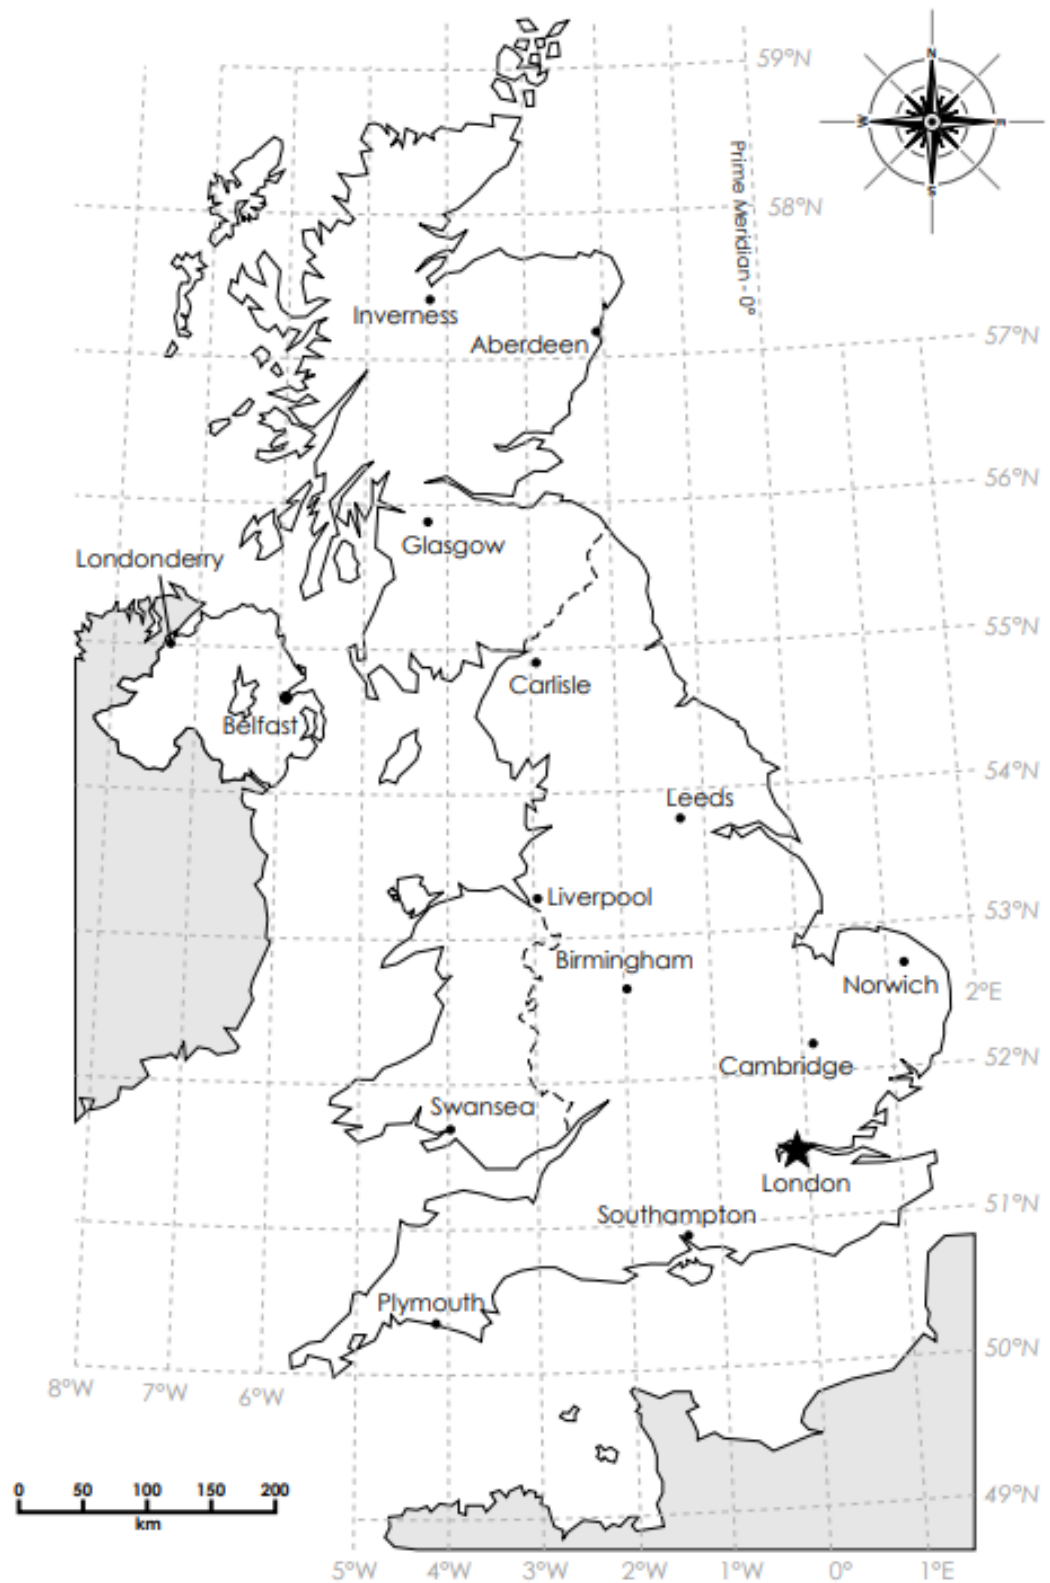 59°N
N
W
E
S
Prime Meridian - 0°
58°N
Inverness
Aberdeen
57°N
56°N
Glasgow
Londonderry
55°N
Carlisle
Belfast
54°N
Leeds
Liverpool
53°N
Birmingham
Norwich
2°E
52°N
Cambridge
Swansea
London
51°N
Southampton
Plymouth
50°N
8°W
7°W
6°W
0 50 100 150 200
km
49°N
5°W 4°W 3°W 2°W 1°W 0° 1°E